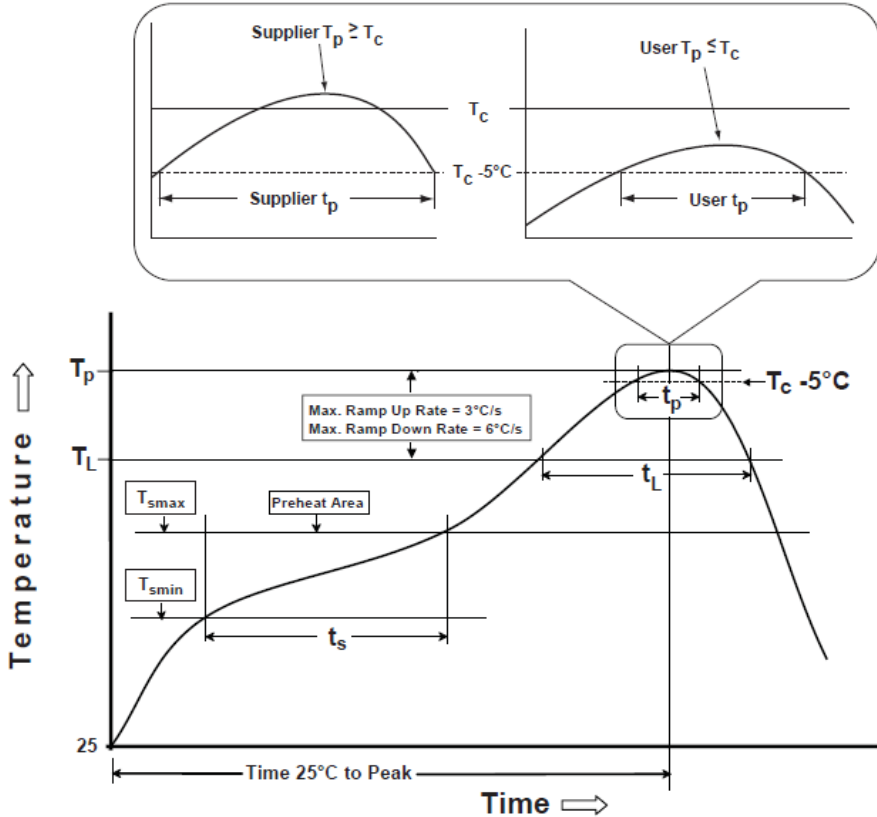 Supplier Tp ≥ Tc
User Tp ≤ Tc
Tc
Tc -5°C
Supplier tp
User tp
Tp
Tc -5°C
tp
Max. Ramp Up Rate = 3°C/s
Max. Ramp Down Rate = 6°C/s
TL
tL
Tsmax
Preheat Area
Tsmin
ts
Temperature
25
Time 25°C to Peak
Time